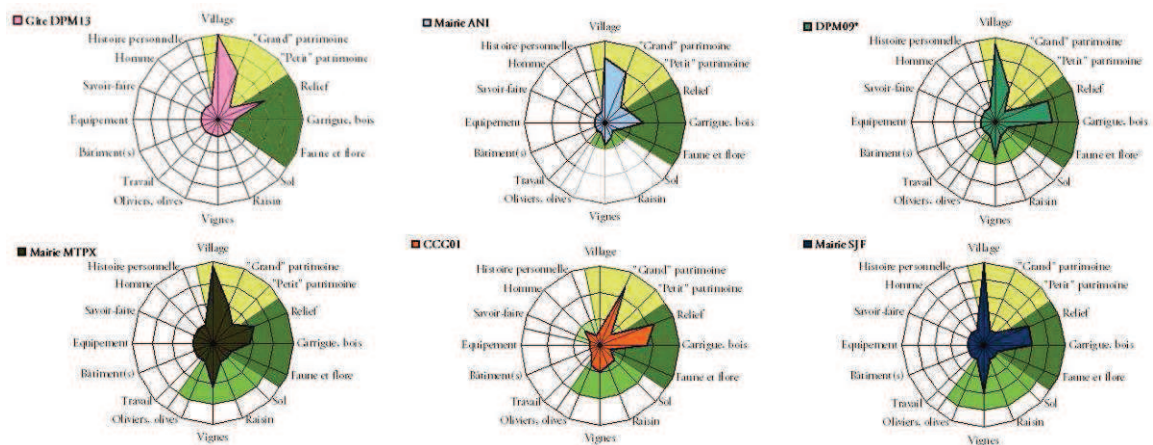 Gîte DPM13
Village
"Grand" patrimoine
"Petit" patrimoine
Relief
Garrigue, bois
Faune et flore
Sol
Raisin
Vignes
Oliviers, olives
Travail
Bâtiment(s)
Equipement
Savoir-faire
Homme
Histoire personnelle
Mairie ANI
Village
"Grand" patrimoine
"Petit" patrimoine
Relief
Garrigue, bois
Faune et flore
Sol
Raisin
Vignes
Oliviers, olives
Travail
Bâtiment(s)
Equipement
Savoir-faire
Homme
Histoire personnelle
DPM09*
Village
"Grand" patrimoine
"Petit" patrimoine
Relief
Garrigue, bois
Faune et flore
Sol
Raisin
Vignes
Oliviers, olives
Travail
Bâtiment(s)
Equipement
Savoir-faire
Homme
Histoire personnelle
Mairie MTPX
Village
"Grand" patrimoine
"Petit" patrimoine
Relief
Garrigue, bois
Faune et flore
Sol
Raisin
Vignes
Oliviers, olives
Travail
Bâtiment(s)
Equipement
Savoir-faire
Homme
Histoire personnelle
CCG01
Village
"Grand" patrimoine
"Petit" patrimoine
Relief
Garrigue, bois
Faune et flore
Sol
Raisin
Vignes
Oliviers, olives
Travail
Bâtiment(s)
Equipement
Savoir-faire
Homme
Histoire personnelle
Mairie SJF
Village
"Grand" patrimoine
"Petit" patrimoine
Relief
Garrigue, bois
Faune et flore
Sol
Raisin
Vignes
Oliviers, olives
Travail
Bâtiment(s)
Equipement
Savoir-faire
Homme
Histoire personnelle